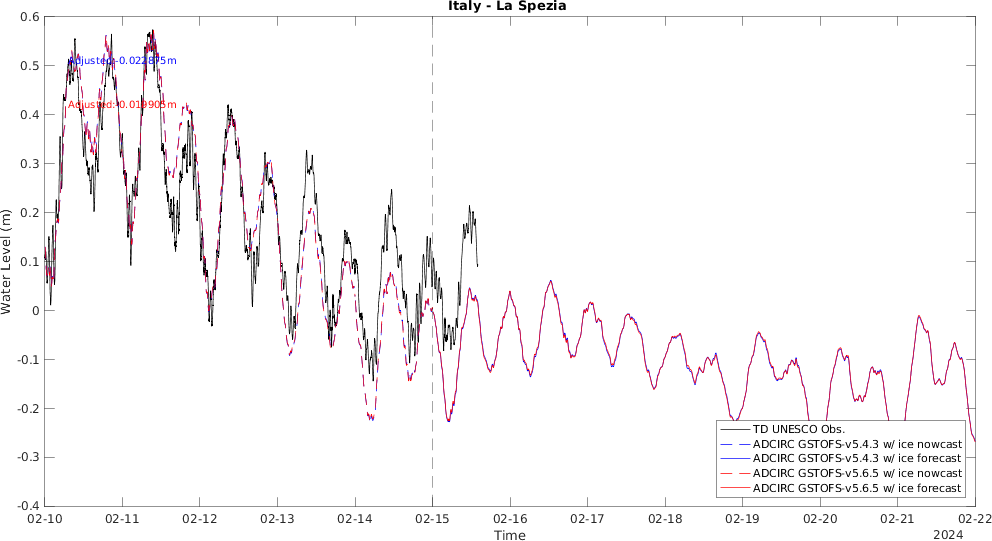 Italy - La Spezia
0.6
0.5
0.4
0.3
0.2
0.1
0
-0.1
-0.2
-0.3
-0.4
Water Level (m)
Adjusted:-0.022875m
Adjusted:-0.019905m
TD UNESCO Obs.
ADCIRC GSTOFS-v5.4.3 w/ ice nowcast
ADCIRC GSTOFS-v5.4.3 w/ ice forecast
ADCIRC GSTOFS-v5.6.5 w/ ice nowcast
ADCIRC GSTOFS-v5.6.5 w/ ice forecast
02-10 02-11 02-12 02-13 02-14 02-15 02-16 02-17 02-18 02-19 02-20 02-21 02-22
Time
2024